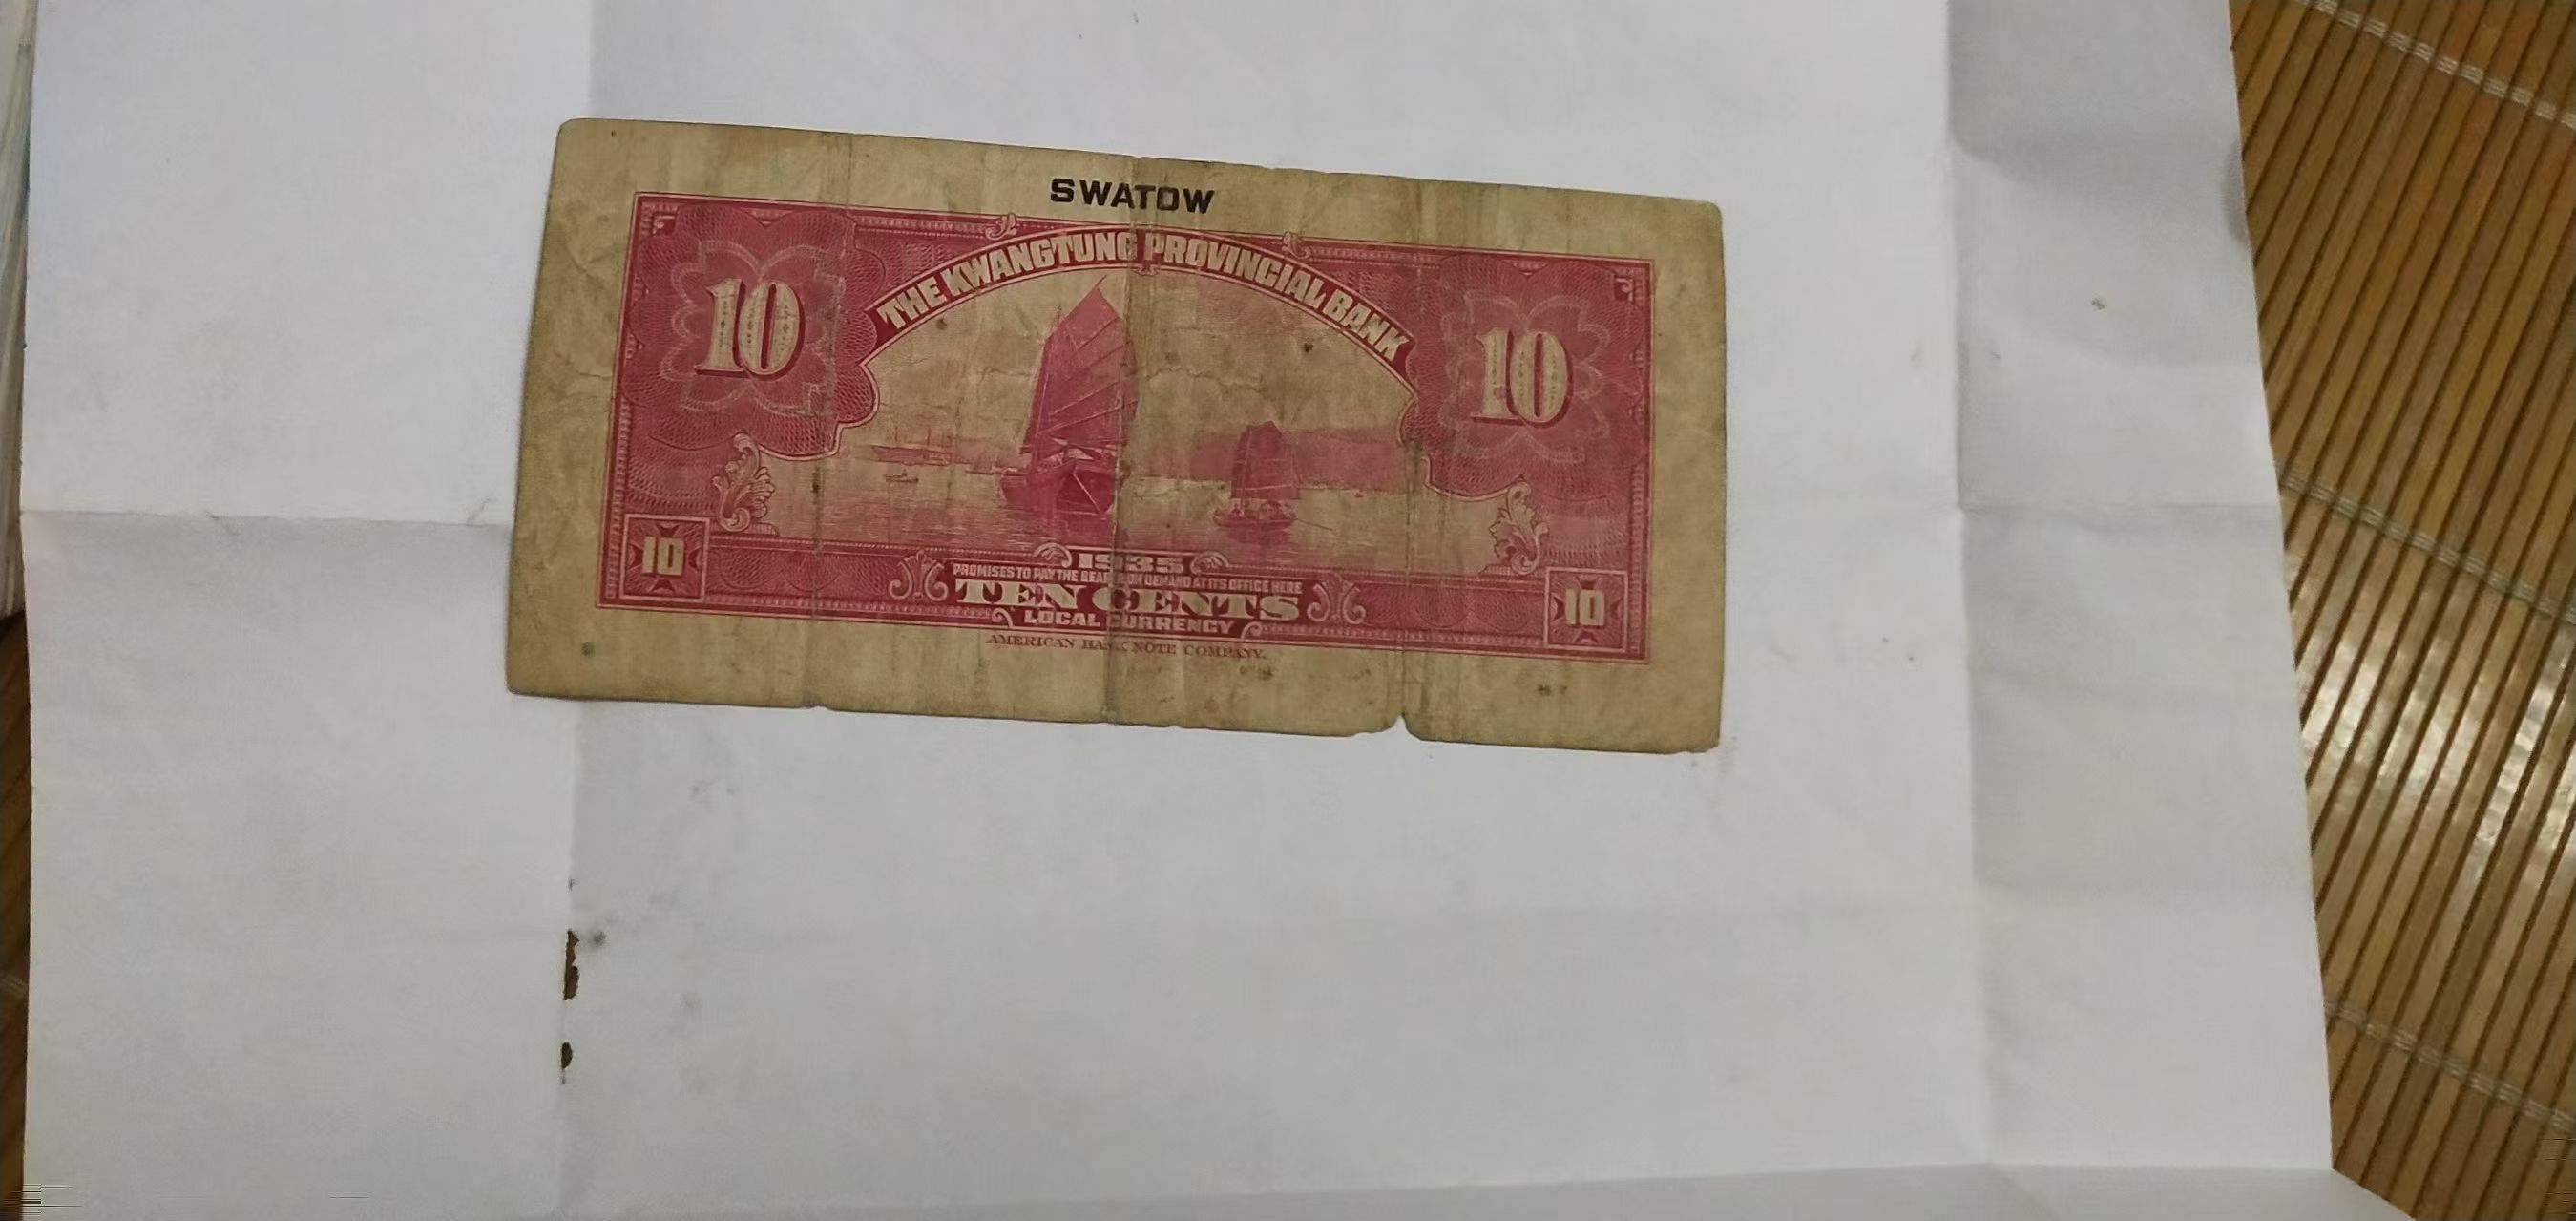 SWATOW
THE KWANGTUNG PROVINCIAL BANK
10 10
10 10
1935
PROMISES TO PAY THE BEARER ON DEMAND AT ITS OFFICE HERE
TEN CENTS
LOCAL CURRENCY
AMERICAN BANK NOTE COMPANY.